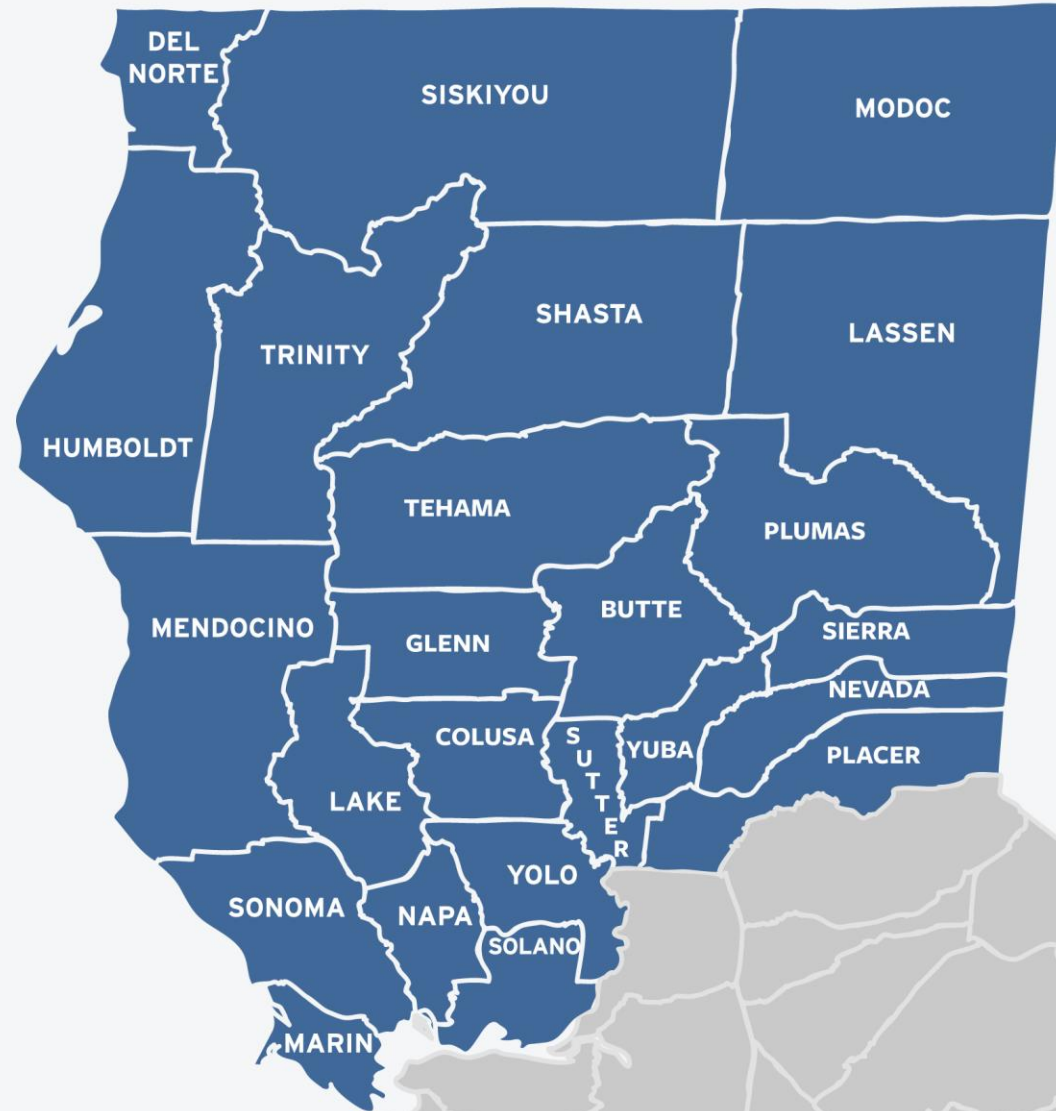 DEL
NORTE
SISKIYOU
MODOC
SHASTA
LASSEN
TRINITY
HUMBOLDT
TEHAMA
PLUMAS
BUTTE
MENDOCINO
GLENN
SIERRA
NEVADA
COLUSA
SUTTER
YUBA
PLACER
LAKE
YOLO
SONOMA
NAPA
SOLANO
MARIN